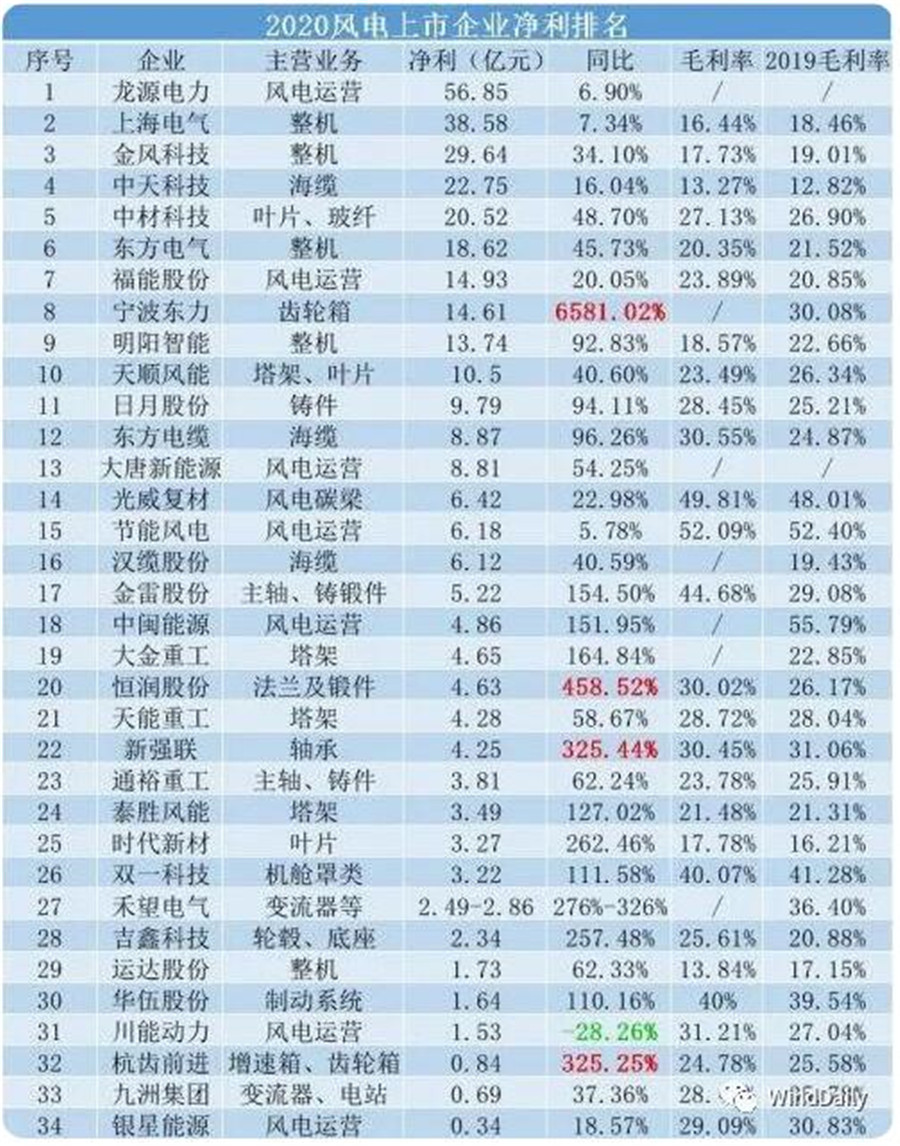 2020风电上市企业净利排名
序号 企业 主营业务 净利（亿元） 同比 毛利率 2019毛利率
1 龙源电力 风电运营 56.85 6.90% / /
2 上海电气 整机 38.58 7.34% 16.44% 18.46%
3 金风科技 整机 29.64 34.10% 17.73% 19.01%
4 中天科技 海缆 22.75 16.04% 13.27% 12.82%
5 中材科技 叶片、玻纤 20.52 48.70% 27.13% 26.90%
6 东方电气 整机 18.62 45.73% 20.35% 21.52%
7 福能股份 风电运营 14.93 20.05% 23.89% 20.85%
8 宁波东力 齿轮箱 14.61 6581.02% / 30.08%
9 明阳智能 整机 13.74 92.83% 18.57% 22.66%
10 天顺风能 塔架、叶片 10.5 40.60% 23.49% 26.34%
11 日月股份 铸件 9.79 94.11% 28.45% 25.21%
12 东方电缆 海缆 8.87 96.26% 30.55% 24.87%
13 大唐新能源 风电运营 8.81 54.25% / /
14 光威复材 风电碳梁 6.42 22.98% 49.81% 48.01%
15 节能风电 风电运营 6.18 5.78% 52.09% 52.40%
16 汉缆股份 海缆 6.12 40.59% / 19.43%
17 金雷股份 主轴、铸锻件 5.22 154.50% 44.68% 29.08%
18 中闽能源 风电运营 4.86 151.95% / 55.79%
19 大金重工 塔架 4.65 164.84% / 22.85%
20 恒润股份 法兰及锻件 4.63 458.52% 30.02% 26.17%
21 天能重工 塔架 4.28 58.67% 28.72% 28.04%
22 新强联 轴承 4.25 325.44% 30.45% 31.06%
23 通裕重工 主轴、铸件 3.81 62.24% 23.78% 25.91%
24 泰胜风能 塔架 3.49 127.02% 21.48% 21.31%
25 时代新材 叶片 3.27 262.46% 17.78% 16.21%
26 双一科技 机舱罩类 3.22 111.58% 40.07% 41.28%
27 禾望电气 变流器等 2.49-2.86 276%-326% / 36.40%
28 吉鑫科技 轮毂、底座 2.34 257.48% 25.61% 20.88%
29 运达股份 整机 1.73 62.33% 13.84% 17.15%
30 华伍股份 制动系统 1.64 110.16% 40% 39.54%
31 川能动力 风电运营 1.53 -28.26% 31.21% 27.04%
32 杭齿前进 增速箱、齿轮箱 0.84 325.25% 24.78% 25.58%
33 九洲集团 变流器、电站 0.69 37.36% 28. WindDaily
34 银星能源 风电运营 0.34 18.57% 29.09% 30.83%